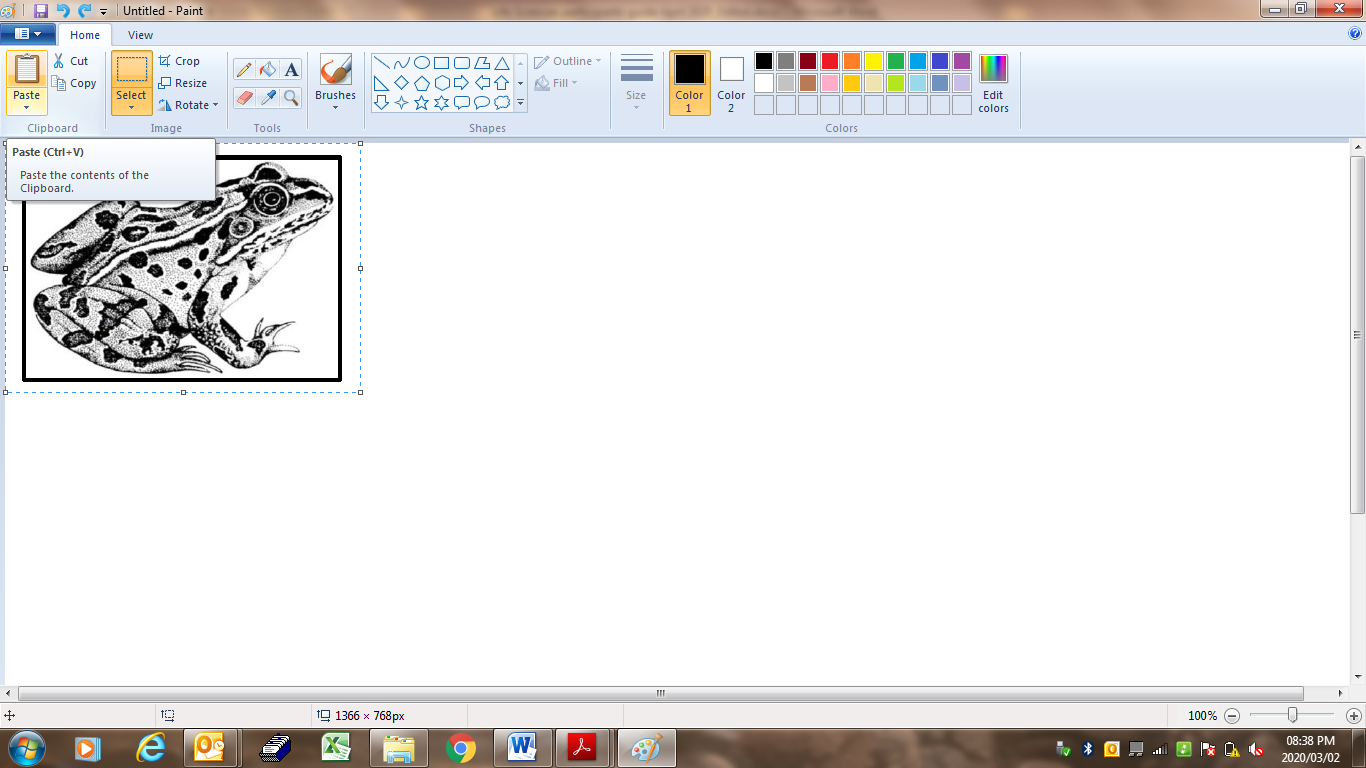 Untitled - Paint
Home
View
Paste
Cut
Copy
Clipboard
Select
Crop
Resize
Rotate
Image
A
Tools
Brushes
Outline
Fill
Shapes
Size
Color
1
Color
2
Edit
colors
Colors
Paste (Ctrl+V)
Paste the contents of the
Clipboard.
1366 × 768px
100%
08:38 PM
2020/03/02